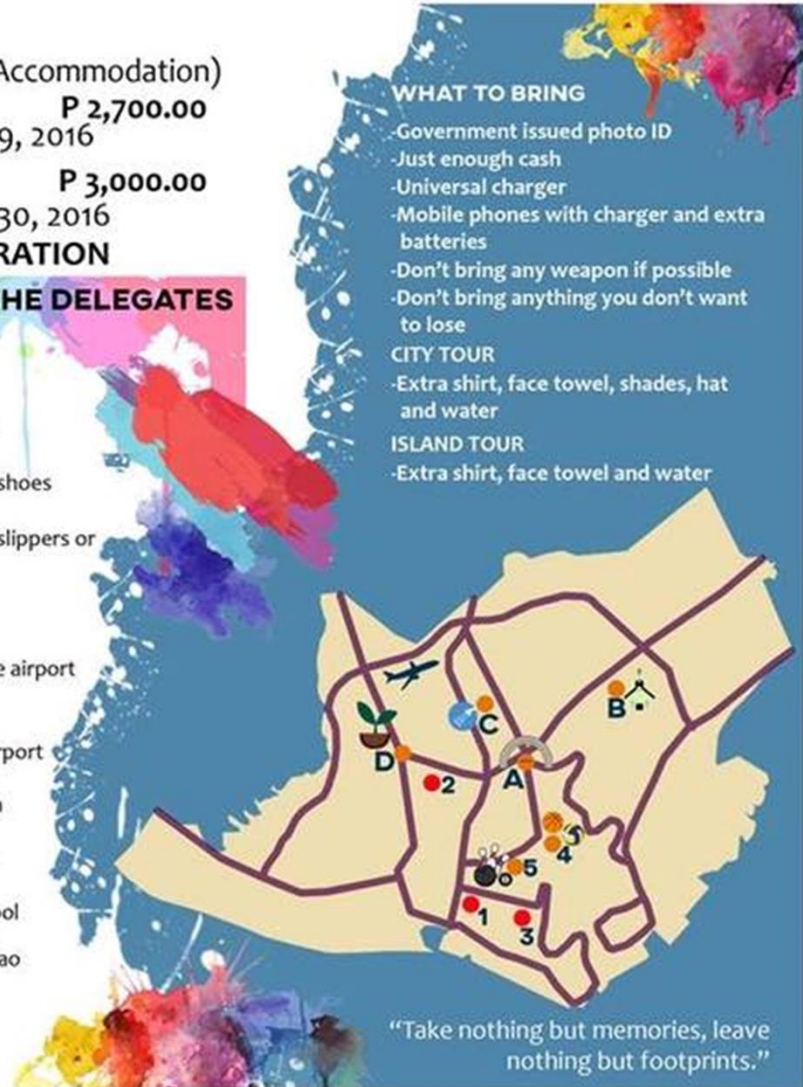 Accommodation)
P 2,700.00
9, 2016
P 3,000.00
30, 2016
RATION
HE DELEGATES
shoes
slippers or
e airport
rport
ol
ao
WHAT TO BRING
-Government issued photo ID
-Just enough cash
-Universal charger
-Mobile phones with charger and extra
batteries
-Don't bring any weapon if possible
-Don't bring anything you don't want
to lose
CITY TOUR
-Extra shirt, face towel, shades, hat
and water
ISLAND TOUR
-Extra shirt, face towel and water
B
C
D
A
2
4
5
1
3
"Take nothing but memories, leave
nothing but footprints."